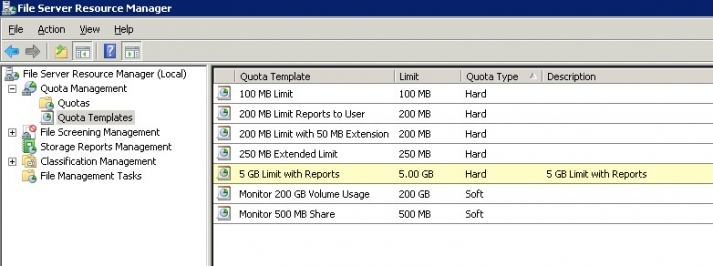 File Server Resource Manager
File Action View Help
File Server Resource Manager (Local)
Quota Management
Quotas
Quota Templates
File Screening Management
Storage Reports Management
Classification Management
File Management Tasks
Quota Template Limit Quota Type Description
100 MB Limit 100 MB Hard
200 MB Limit Reports to User 200 MB Hard
200 MB Limit with 50 MB Extension 200 MB Hard
250 MB Extended Limit 250 MB Hard
5 GB Limit with Reports 5.00 GB Hard 5 GB Limit with Reports
Monitor 200 GB Volume Usage 200 GB Soft
Monitor 500 MB Share 500 MB Soft